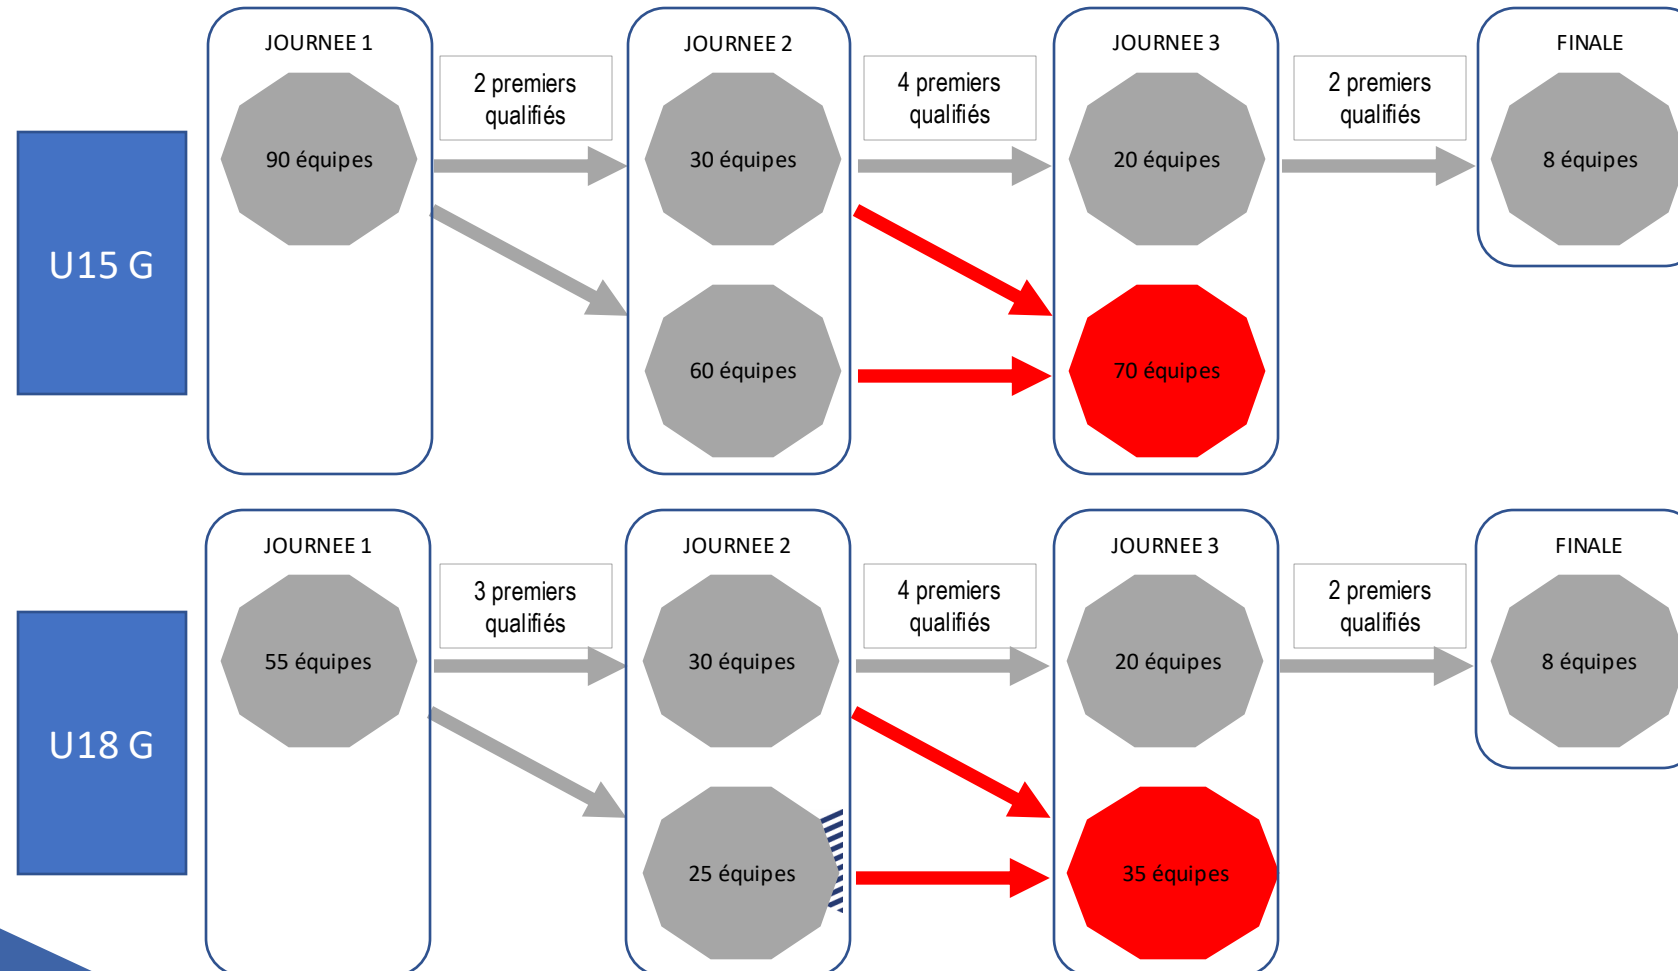 U15 G
JOURNEE 1
90 équipes
2 premiers
qualifiés
JOURNEE 2
30 équipes
60 équipes
4 premiers
qualifiés
JOURNEE 3
20 équipes
70 équipes
2 premiers
qualifiés
FINALE
8 équipes
U18 G
JOURNEE 1
55 équipes
3 premiers
qualifiés
JOURNEE 2
30 équipes
25 équipes
4 premiers
qualifiés
JOURNEE 3
20 équipes
35 équipes
2 premiers
qualifiés
FINALE
8 équipes